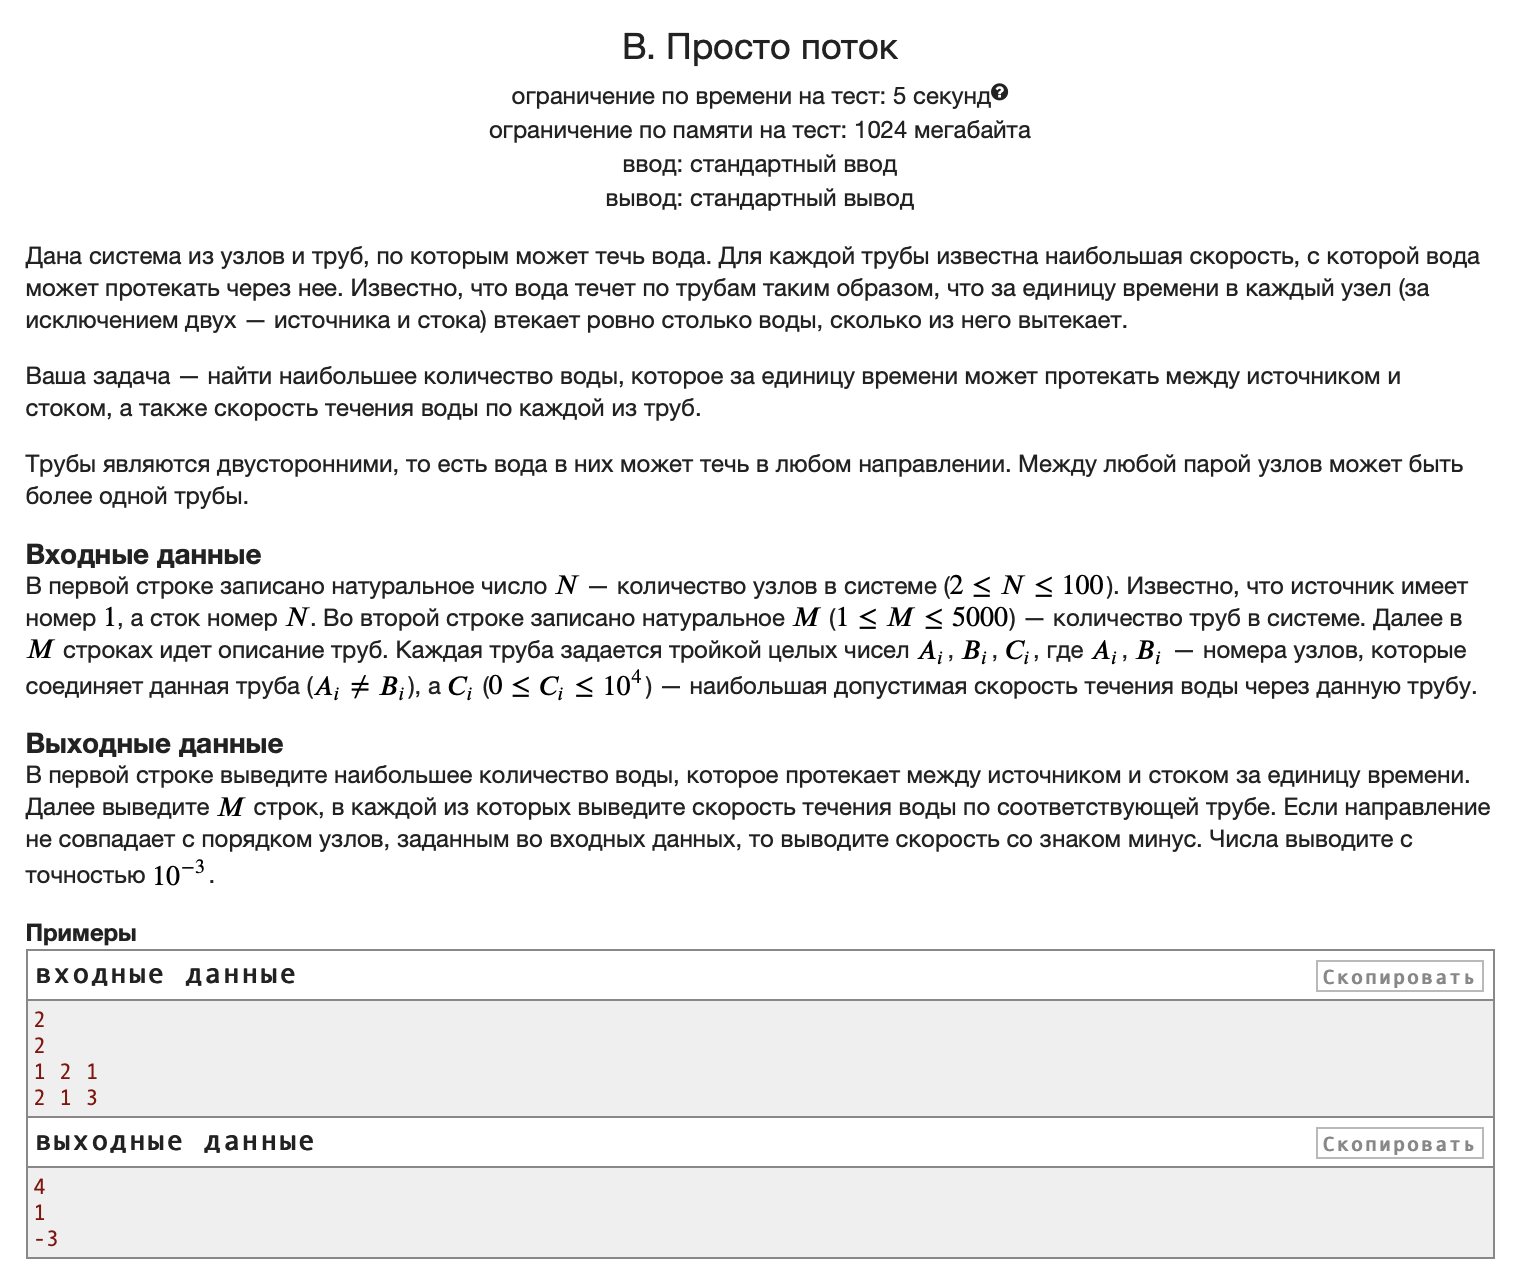 В. Просто поток
ограничение по времени на тест: 5 секунд?
ограничение по памяти на тест: 1024 мегабайта
ввод: стандартный ввод
вывод: стандартный вывод
Дана система из узлов и труб, по которым может течь вода. Для каждой трубы известна наибольшая скорость, с которой вода
может протекать через нее. Известно, что вода течет по трубам таким образом, что за единицу времени в каждый узел (за
исключением двух — источника и стока) втекает ровно столько воды, сколько из него вытекает.
Ваша задача — найти наибольшее количество воды, которое за единицу времени может протекать между источником и
стоком, а также скорость течения воды по каждой из труб.
Трубы являются двусторонними, то есть вода в них может течь в любом направлении. Между любой парой узлов может быть
более одной трубы.
Входные данные
В первой строке записано натуральное число N — количество узлов в системе (2 ≤ N ≤ 100). Известно, что источник имеет
номер 1, а сток номер N. Во второй строке записано натуральное M (1 ≤ M ≤ 5000) — количество труб в системе. Далее в
M строках идет описание труб. Каждая труба задается тройкой целых чисел A_i, B_i, C_i, где A_i, B_i — номера узлов, которые
соединяет данная труба (A_i ≠ B_i), а C_i (0 ≤ C_i ≤ 10^4) — наибольшая допустимая скорость течения воды через данную трубу.
Выходные данные
В первой строке выведите наибольшее количество воды, которое протекает между источником и стоком за единицу времени.
Далее выведите M строк, в каждой из которых выведите скорость течения воды по соответствующей трубе. Если направление
не совпадает с порядком узлов, заданным во входных данных, то выводите скорость со знаком минус. Числа выводите с
точностью 10^−3.
Примеры
входные данные
Скопировать
2
2
1 2 1
2 1 3
выходные данные
Скопировать
4
1
-3